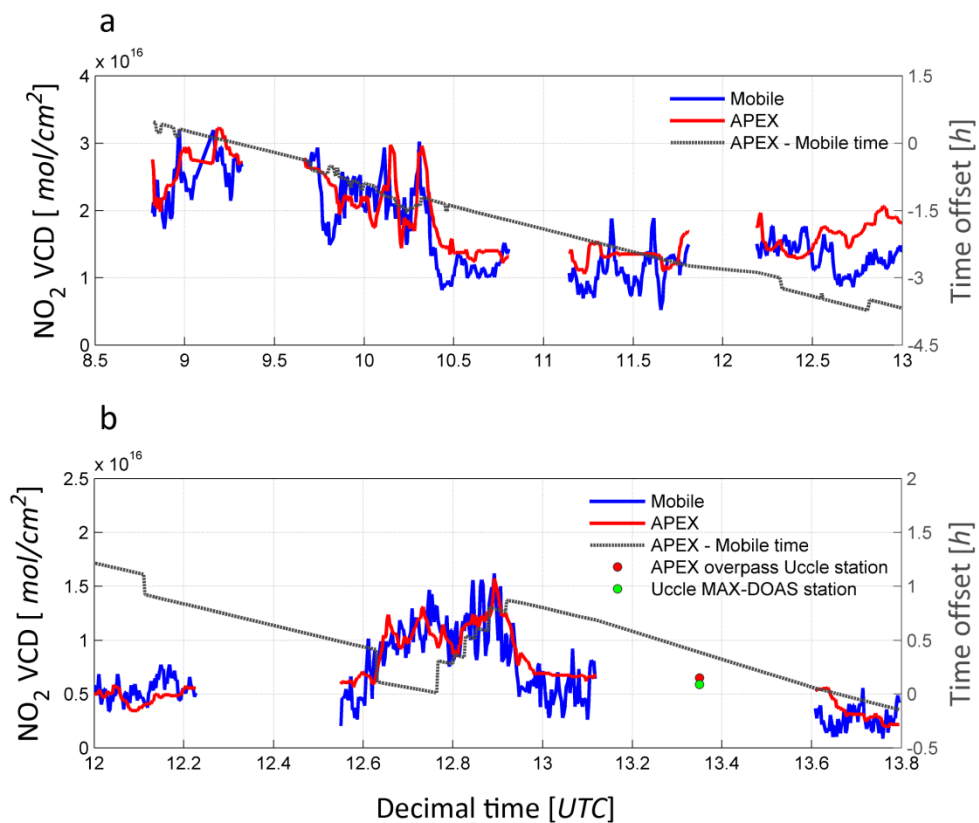 a
x 10^16
NO2 VCD [ mol/cm2]
4
3
2
1
0
8.5 9 9.5 10 10.5 11 11.5 12 12.5 13
1.5
0
-1.5
-3
-4.5
Time offset [h]
Mobile
APEX
APEX - Mobile time
b
x 10^16
NO2 VCD [ mol/cm2]
2.5
2
1.5
1
0.5
0
12 12.2 12.4 12.6 12.8 13 13.2 13.4 13.6 13.8
2
1.5
1
0.5
0
-0.5
Time offset [h]
Mobile
APEX
APEX - Mobile time
APEX overpass Uccle station
Uccle MAX-DOAS station
Decimal time [UTC]